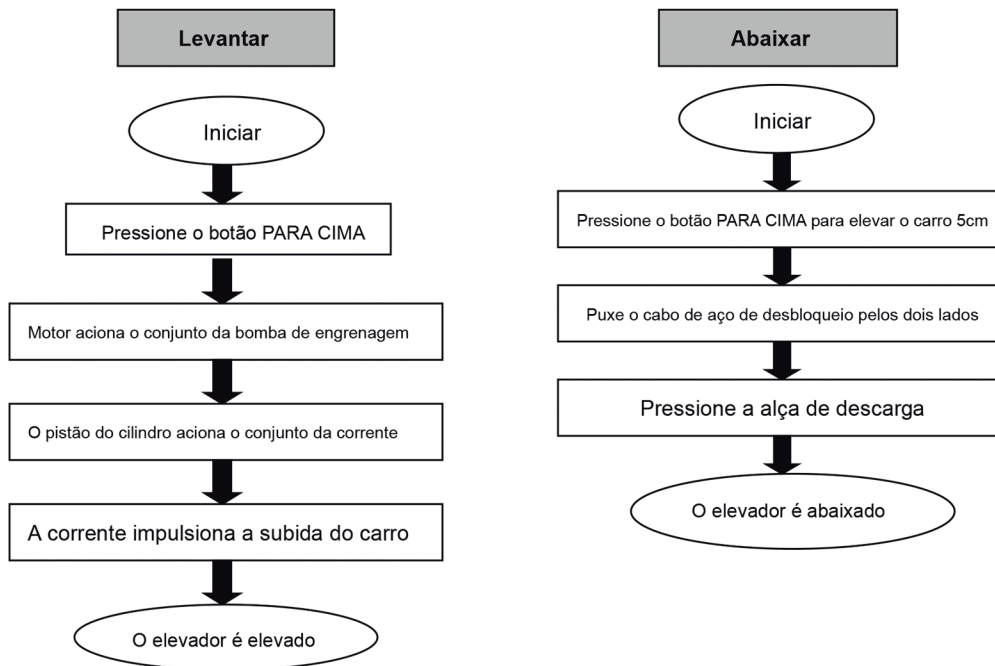 Levantar
Iniciar
Pressione o botão PARA CIMA
Motor aciona o conjunto da bomba de engrenagem
O pistão do cilindro aciona o conjunto da corrente
A corrente impulsiona a subida do carro
O elevador é elevado
Abaixar
Iniciar
Pressione o botão PARA CIMA para elevar o carro 5cm
Puxe o cabo de aço de desbloqueio pelos dois lados
Pressione a alça de descarga
O elevador é abaixado